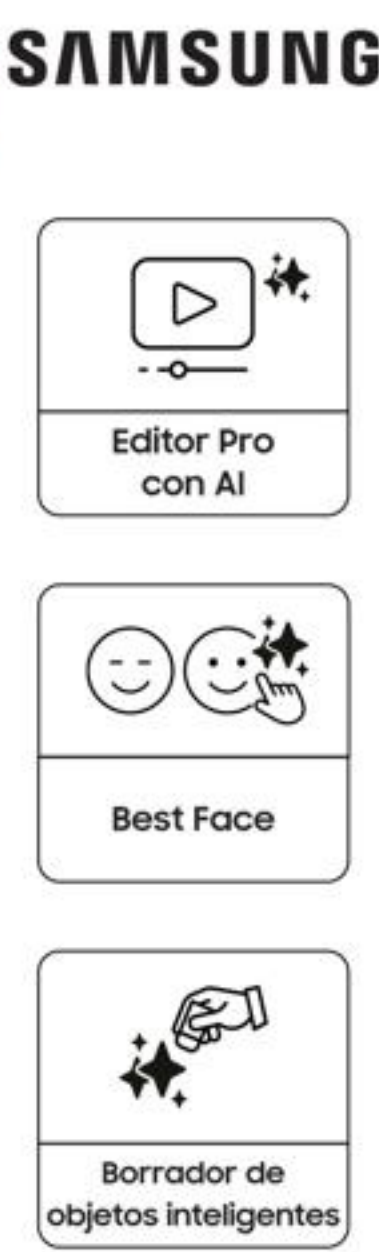 SAMSUNG
Editor Pro
con AI
Best Face
Borrador de
objetos inteligentes